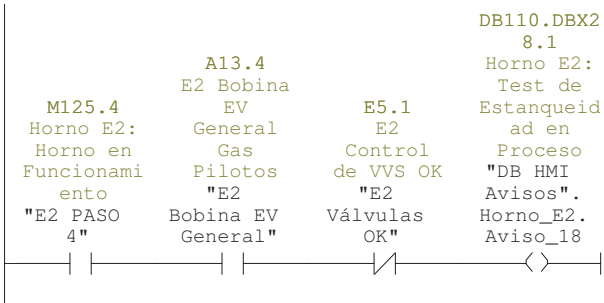 M125.4
Horno E2:
Horno en
Funcionami
ento
"E2 PASO
4"
A13.4
E2 Bobina
EV
General
Gas
Pilotos
"E2
Bobina EV
General"
E5.1
E2
Control
de VVS OK
"E2
Válvulas
OK"
DB110.DBX2
8.1
Horno E2:
Test de
Estanqueid
ad en
Proceso
"DB HMI
Avisos".
Horno_E2.
Aviso_18